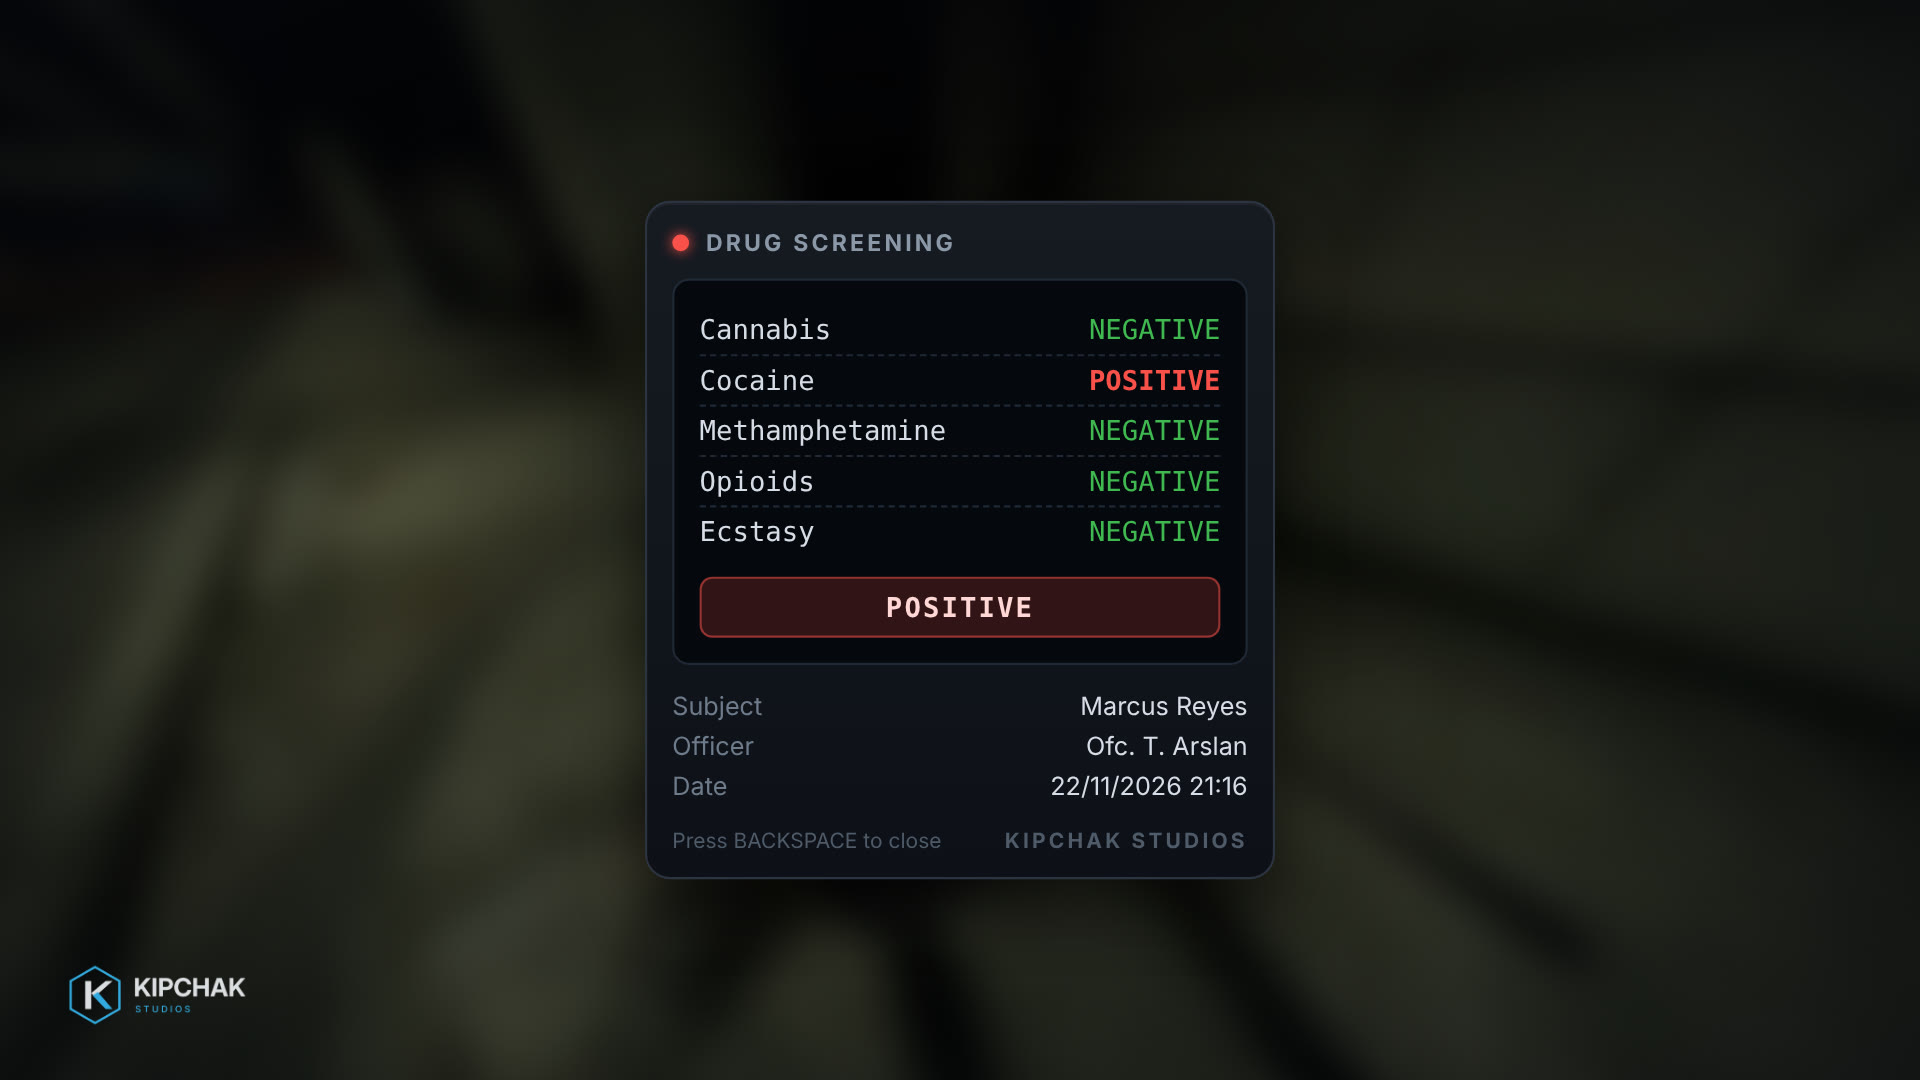 DRUG SCREENING
Cannabis NEGATIVE
Cocaine POSITIVE
Methamphetamine NEGATIVE
Opioids NEGATIVE
Ecstasy NEGATIVE
POSITIVE
Subject Marcus Reyes
Officer Ofc. T. Arslan
Date 22/11/2026 21:16
Press BACKSPACE to close KIPCHAK STUDIOS
KIPCHAK
STUDIOS